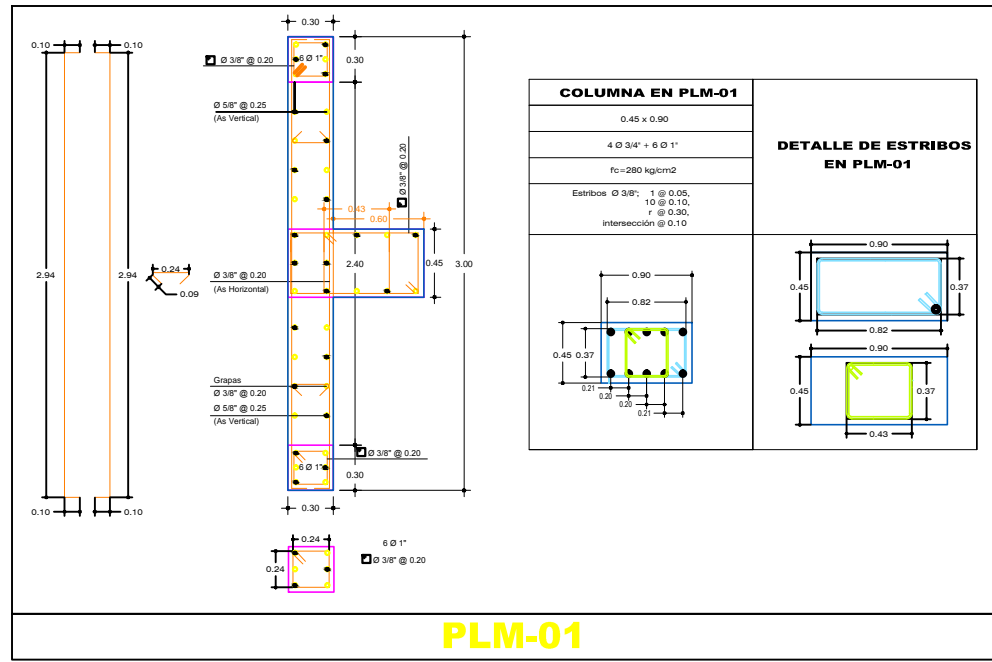 0.30
0.10
0.10
Ø 3/8" @ 0.20
6 Ø 1"
0.30
Ø 5/8" @ 0.25
(As Vertical)
Ø 3/8" @ 0.20
0.43
0.60
2.94
2.94
0.24
0.09
Ø 3/8" @ 0.20
(As Horizontal)
2.40
0.45
3.00
Grapas
Ø 3/8" @ 0.20
Ø 5/8" @ 0.25
(As Vertical)
6 Ø 1"
Ø 3/8" @ 0.20
0.30
0.10
0.10
0.30
0.24
0.24
6 Ø 1"
Ø 3/8" @ 0.20
COLUMNA EN PLM-01
0.45 x 0.90
4 Ø 3/4" + 6 Ø 1"
f'c=280 kg/cm2
Estribos Ø 3/8"; 1 @ 0.05,
10 @ 0.10,
r @ 0.30,
intersección @ 0.10
0.90
0.82
0.45
0.37
0.21
0.20
0.20
0.21
DETALLE DE ESTRIBOS
EN PLM-01
0.90
0.45
0.37
0.82
0.90
0.45
0.37
0.43
PLM-01